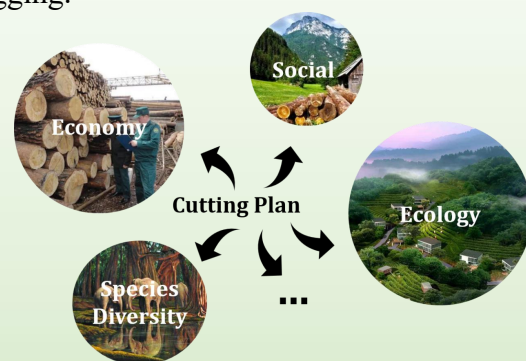 Social
Economy
Cutting Plan
Ecology
Species
Diversity
...